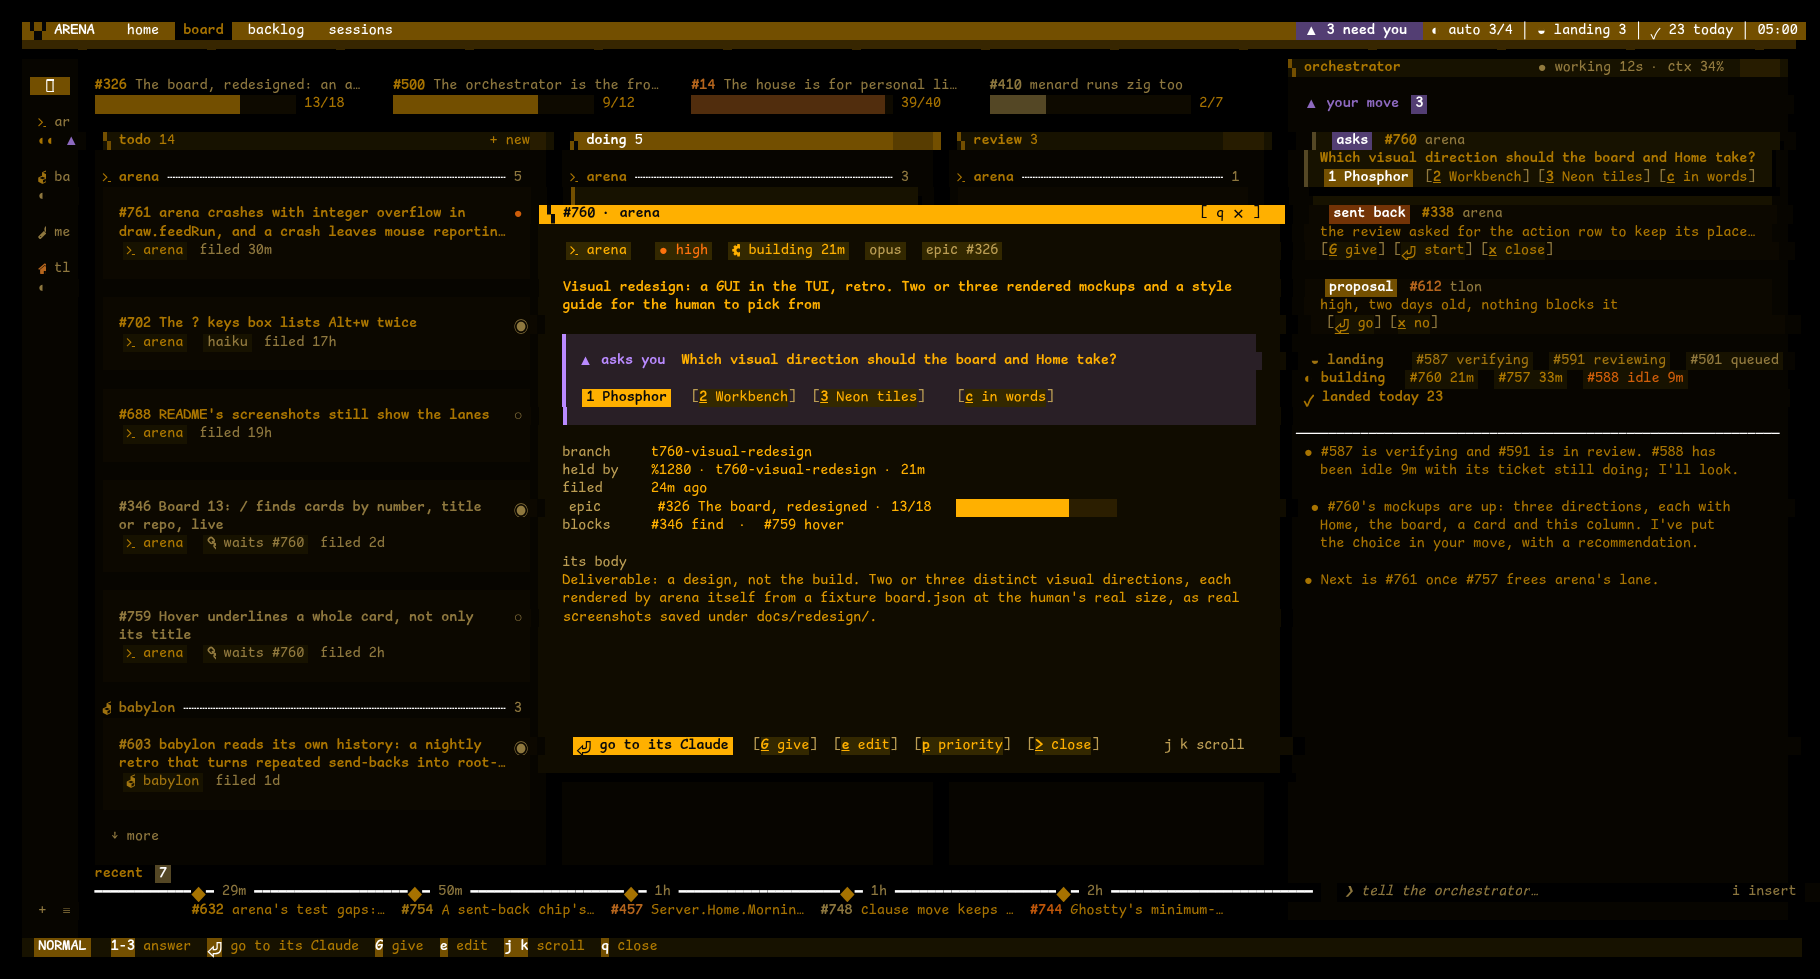 ARENA home board backlog sessions ▲ 3 need you auto 3/4 │ landing 3 │ ✓ 23 today │ 05:00
#326 The board, redesigned: an a… #500 The orchestrator is the fro… #14 The house is for personal li… #410 menard runs zig too
13/18 9/12 39/40 2/7
ar
ba
me
tl
+ ≡
todo 14 + new
arena 5
#761 arena crashes with integer overflow in
draw.feedRun, and a crash leaves mouse reportin…
arena filed 30m
#702 The ? keys box lists Alt+w twice
arena haiku filed 17h
#688 README's screenshots still show the lanes
arena filed 19h
#346 Board 13: / finds cards by number, title
or repo, live
arena waits #760 filed 2d
#759 Hover underlines a whole card, not only
its title
arena waits #760 filed 2h
babylon 3
#603 babylon reads its own history: a nightly
retro that turns repeated send-backs into root-…
babylon filed 1d
↓ more
doing 5
arena 3
review 3
arena 1
#760 · arena [ q ✕ ]
arena ● high building 21m opus epic #326
Visual redesign: a GUI in the TUI, retro. Two or three rendered mockups and a style
guide for the human to pick from
▲ asks you Which visual direction should the board and Home take?
1 Phosphor [2 Workbench] [3 Neon tiles] [c in words]
branch t760-visual-redesign
held by %1280 · t760-visual-redesign · 21m
filed 24m ago
epic #326 The board, redesigned · 13/18
blocks #346 find · #759 hover
its body
Deliverable: a design, not the build. Two or three distinct visual directions, each
rendered by arena itself from a fixture board.json at the human's real size, as real
screenshots saved under docs/redesign/.
⏎ go to its Claude [G give] [e edit] [p priority] [> close] j k scroll
orchestrator ● working 12s · ctx 34%
▲ your move 3
asks #760 arena
Which visual direction should the board and Home take?
1 Phosphor [2 Workbench] [3 Neon tiles] [c in words]
sent back #338 arena
the review asked for the action row to keep its place…
[G give] [⏎ start] [x close]
proposal #612 tlon
high, two days old, nothing blocks it
[⏎ go] [x no]
landing #587 verifying #591 reviewing #501 queued
building #760 21m #757 33m #588 idle 9m
✓ landed today 23
● #587 is verifying and #591 is in review. #588 has
been idle 9m with its ticket still doing; I'll look.
● #760's mockups are up: three directions, each with
Home, the board, a card and this column. I've put
the choice in your move, with a recommendation.
● Next is #761 once #757 frees arena's lane.
❯ tell the orchestrator… i insert
recent 7
29m 50m 1h 1h 2h
#632 arena's test gaps:… #754 A sent-back chip's… #457 Server.Home.Mornin… #748 clause move keeps … #744 Ghostty's minimum-…
NORMAL 1-3 answer ⏎ go to its Claude G give e edit j k scroll q close